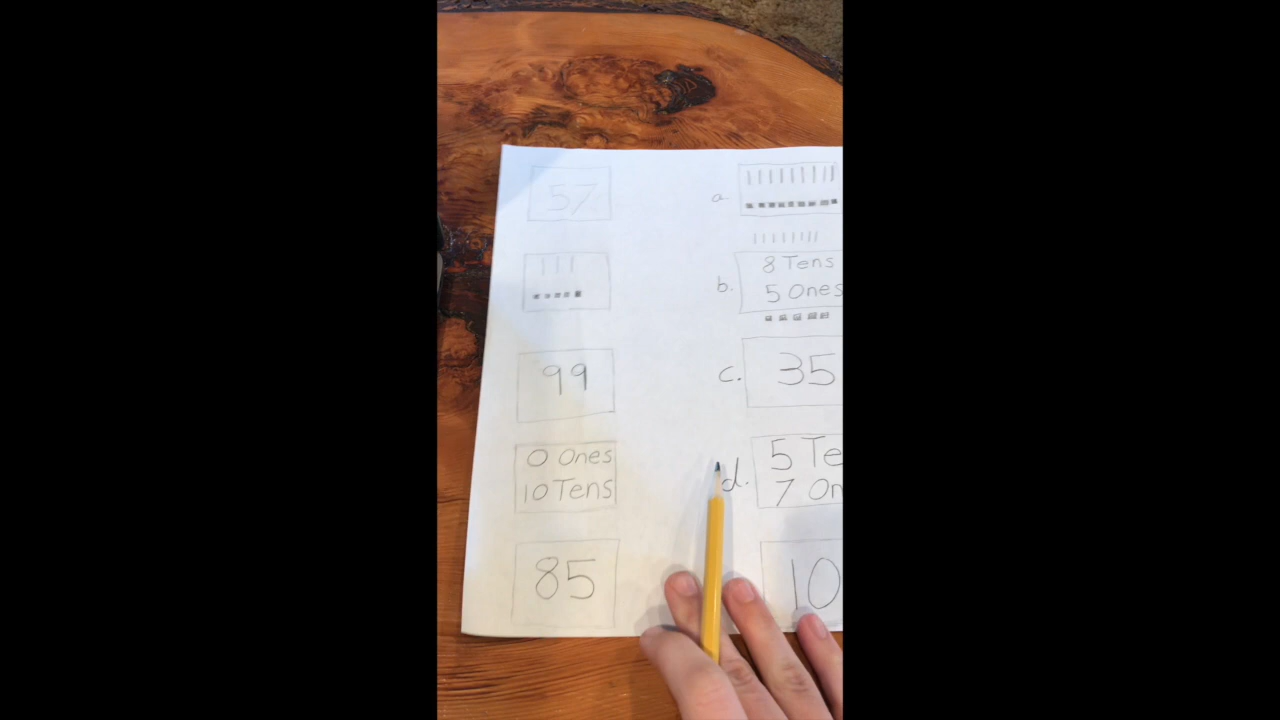 57
a.
8 Tens
b.
5 Ones
99
c.
35
0 Ones
10 Tens
5 Te
d.
7 On
85
10